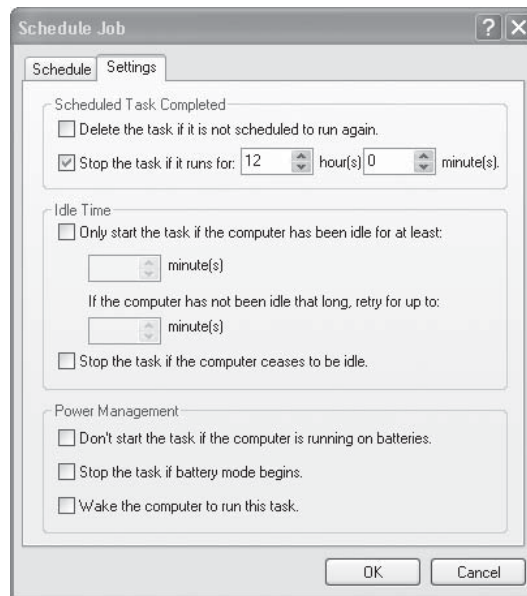 Schedule Job
Schedule Settings
Scheduled Task Completed
Delete the task if it is not scheduled to run again.
Stop the task if it runs for: 12 hour(s) 0 minute(s).
Idle Time
Only start the task if the computer has been idle for at least:
minute(s)
If the computer has not been idle that long, retry for up to:
minute(s)
Stop the task if the computer ceases to be idle.
Power Management
Don't start the task if the computer is running on batteries.
Stop the task if battery mode begins.
Wake the computer to run this task.
OK Cancel